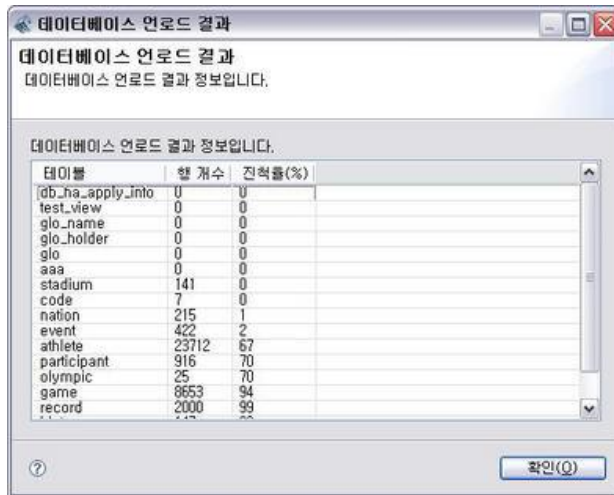 데이터베이스 언로드 결과
데이터베이스 언로드 결과
데이터베이스 언로드 결과 정보입니다.
데이터베이스 언로드 결과 정보입니다.
테이블 행 개수 진척율(%)
db_ha_apply_info 0 0
test_view 0 0
glo_name 0 0
glo_holder 0 0
glo 0 0
aaa 0 0
stadium 141 0
code 7 0
nation 215 1
event 422 2
athlete 23712 67
participant 916 70
olympic 25 70
game 8653 94
record 2000 99
확인(O)